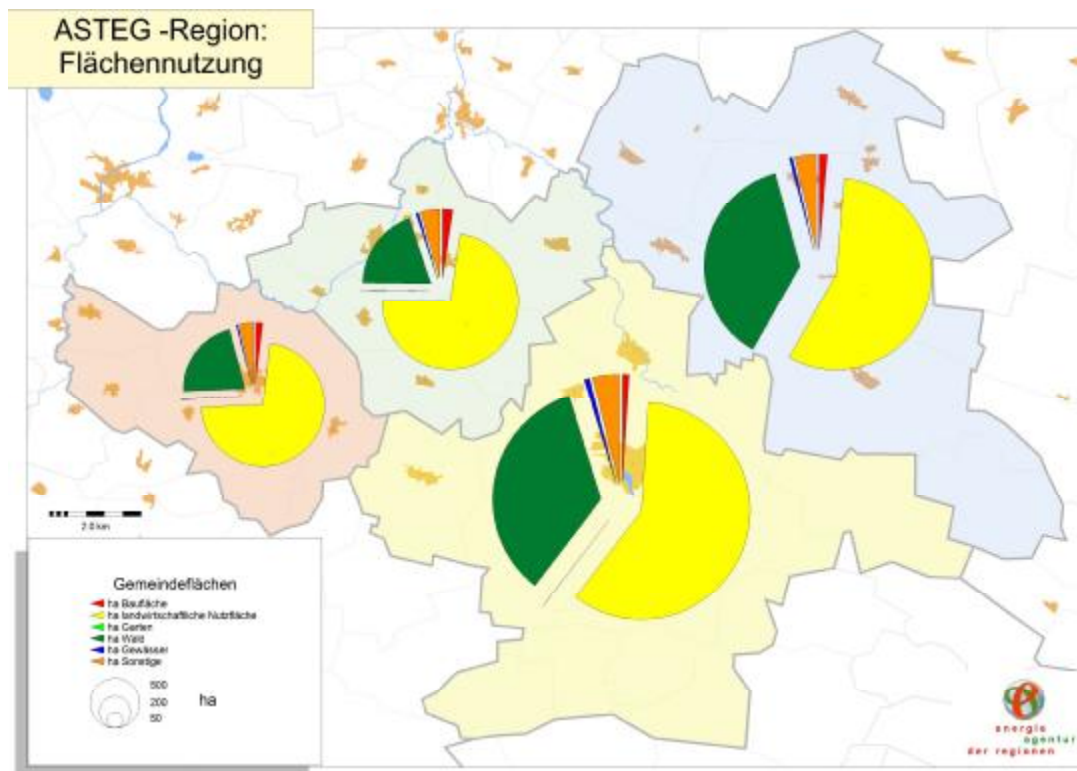 ASTEG -Region:
Flächennutzung
2.0 km
Gemeindeflächen
ha Baufläche
ha landwirtschaftliche Nutzfläche
ha Garten
ha Wald
ha Gewässer
ha Sonstige
500
200
50
ha
energie
agentur
der regionen